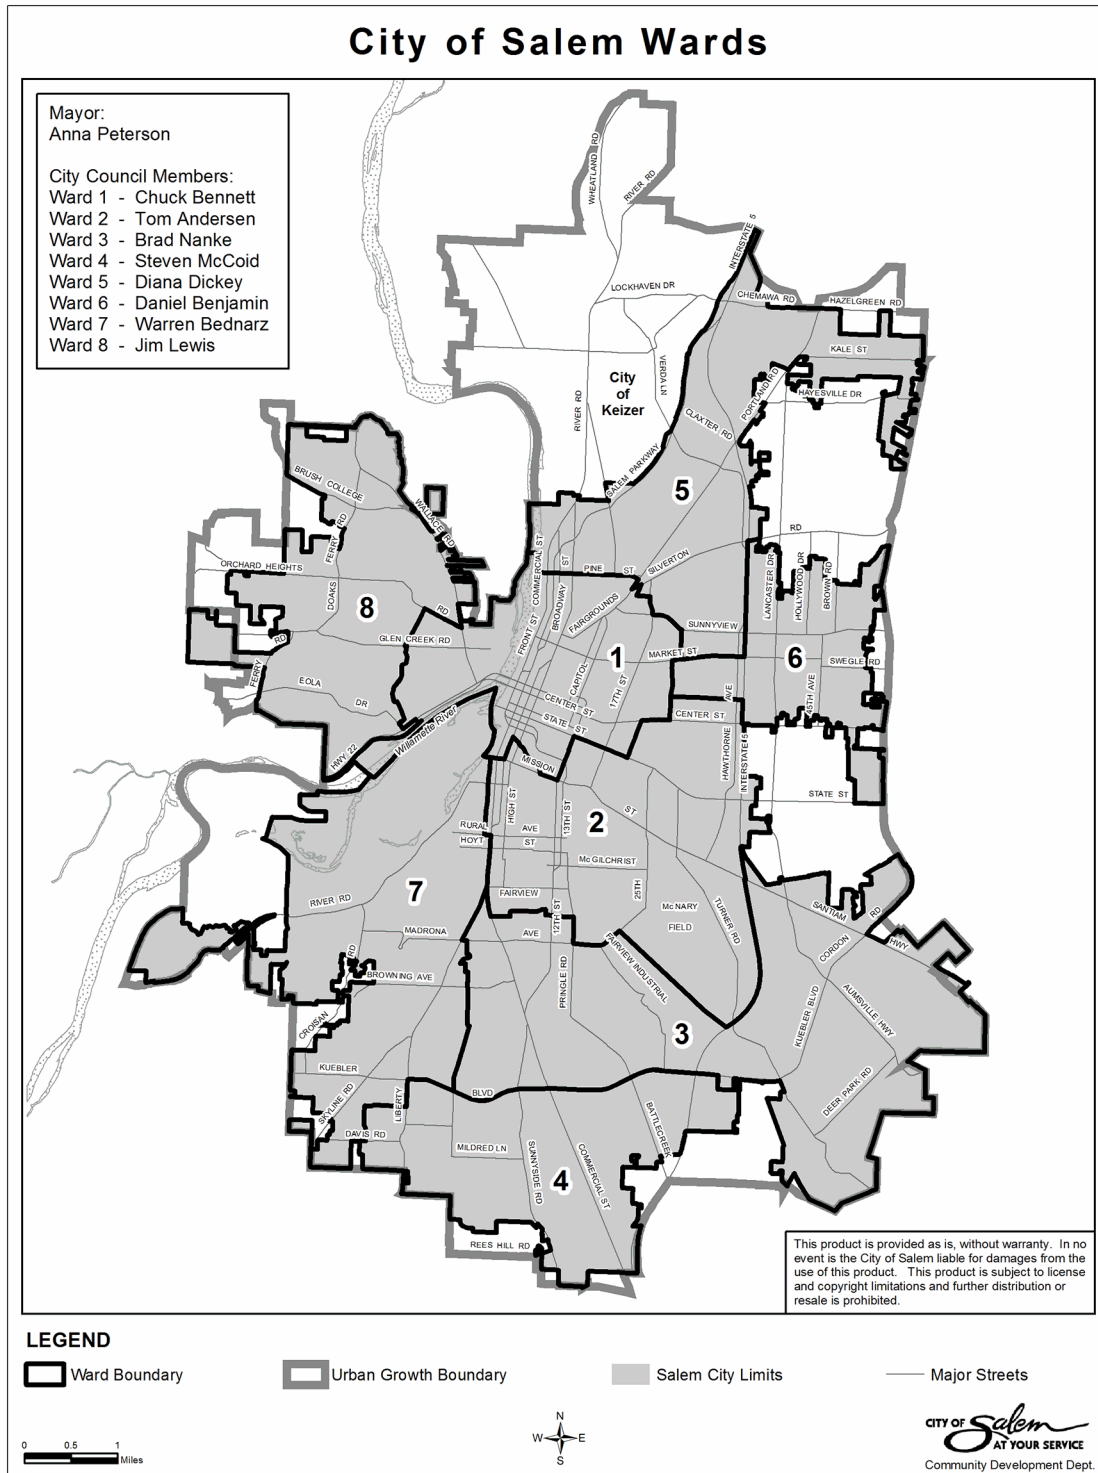 City of Salem Wards
Mayor:
Anna Peterson
City Council Members:
Ward 1 - Chuck Bennett
Ward 2 - Tom Andersen
Ward 3 - Brad Nanke
Ward 4 - Steven McCoid
Ward 5 - Diana Dickey
Ward 6 - Daniel Benjamin
Ward 7 - Warren Bednarz
Ward 8 - Jim Lewis
WHEATLAND RD
RIVER RD
INTERSTATE 5
LOCKHAVEN DR
CHEMAWA RD
HAZELGREEN RD
KALE ST
VERDA LN
City
of
Keizer
PORTLAND RD
HAYESVILLE DR
RIVER RD
CLAXTER RD
SALEM PARKWAY
BRUSH COLLEGE
WALLACE RD
5
FERRY RD
RD
COMMERCIAL ST
ST
PINE ST
SILVERTON
LANCASTER DR
HOLLYWOOD DR
BROWN RD
ORCHARD HEIGHTS
RD
DOAKS
8
BROADWAY
FAIRGROUNDS
FRONT ST
SUNNYVIEW
GLEN CREEK RD
RD
FERRY
1
MARKET ST
6
SWEGLE RD
EOLA DR
CAPITOL
17TH ST
45TH AVE
AVE
CENTER ST
STATE ST
CENTER ST
Willamette River
HWY 22
HAWTHORNE
INTERSTATE 5
MISSION ST
STATE ST
HIGH ST
13TH ST
2
RURAL AVE
HOYT ST
McGILCHRIST
7
FAIRVIEW
25TH
RIVER RD
McNARY
FIELD
TURNER RD
SANTIAM HWY
12TH ST
CORDON RD
MADRONA AVE
FAIRVIEW INDUSTRIAL
RD
BROWNING AVE
PRINGLE RD
CROISAN
KUEBLER BLVD
AUMSVILLE HWY
3
KUEBLER BLVD
DEER PARK RD
SKYLINE RD
LIBERTY
BATTLECREEK
DAVIS RD
MILDRED LN
SUNNYSIDE RD
COMMERCIAL ST
4
REES HILL RD
This product is provided as is, without warranty. In no
event is the City of Salem liable for damages from the
use of this product. This product is subject to license
and copyright limitations and further distribution or
resale is prohibited.
LEGEND
Ward Boundary
Urban Growth Boundary
Salem City Limits
Major Streets
0 0.5 1
Miles
N
W E
S
CITY OF Salem
AT YOUR SERVICE
Community Development Dept.